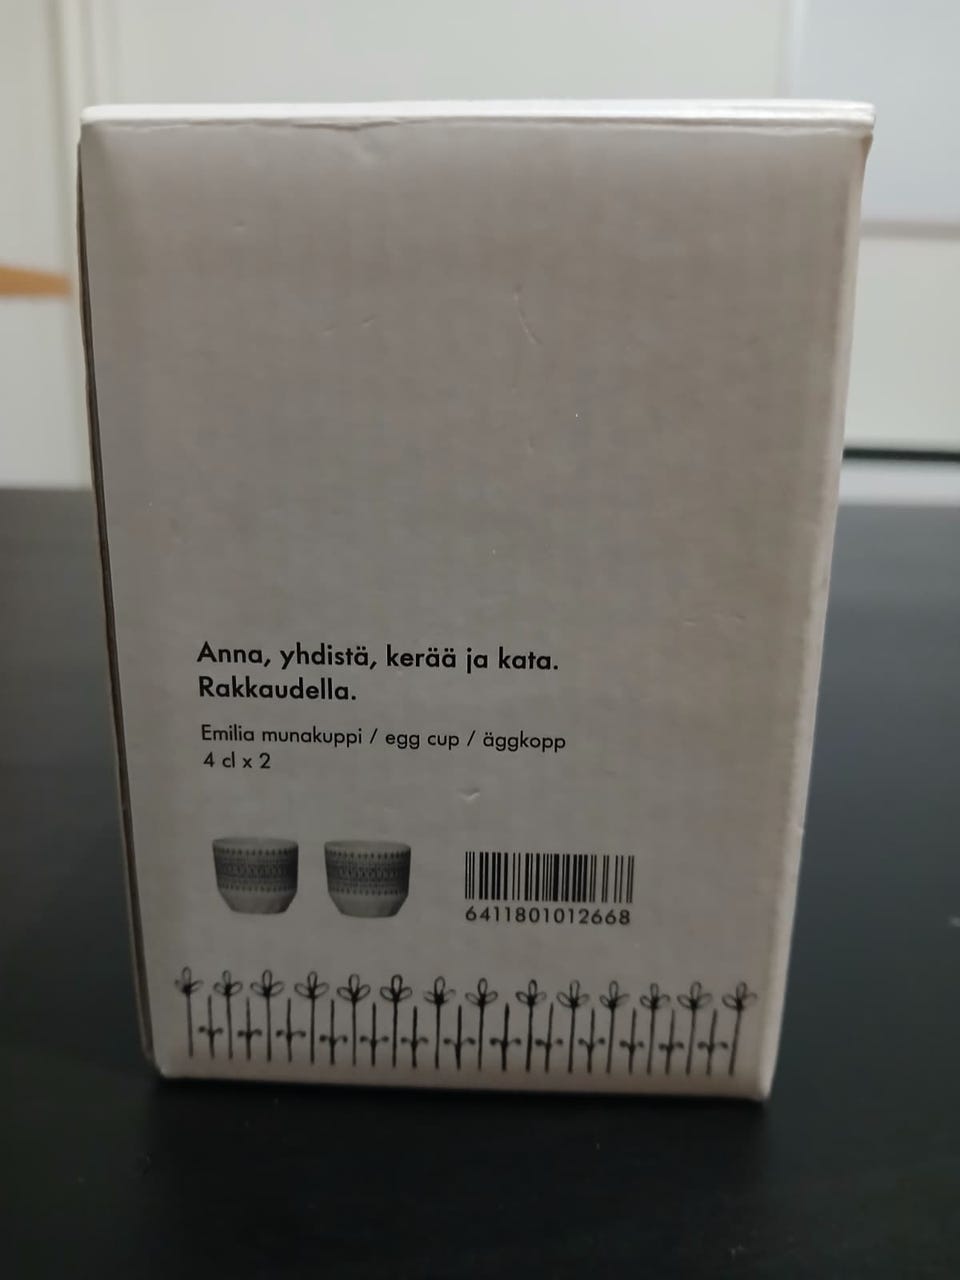 Anna, yhdistä, kerää ja kata.
Rakkaudella.
Emilia munakuppi / egg cup / äggkopp
4 cl x 2
6411801012668